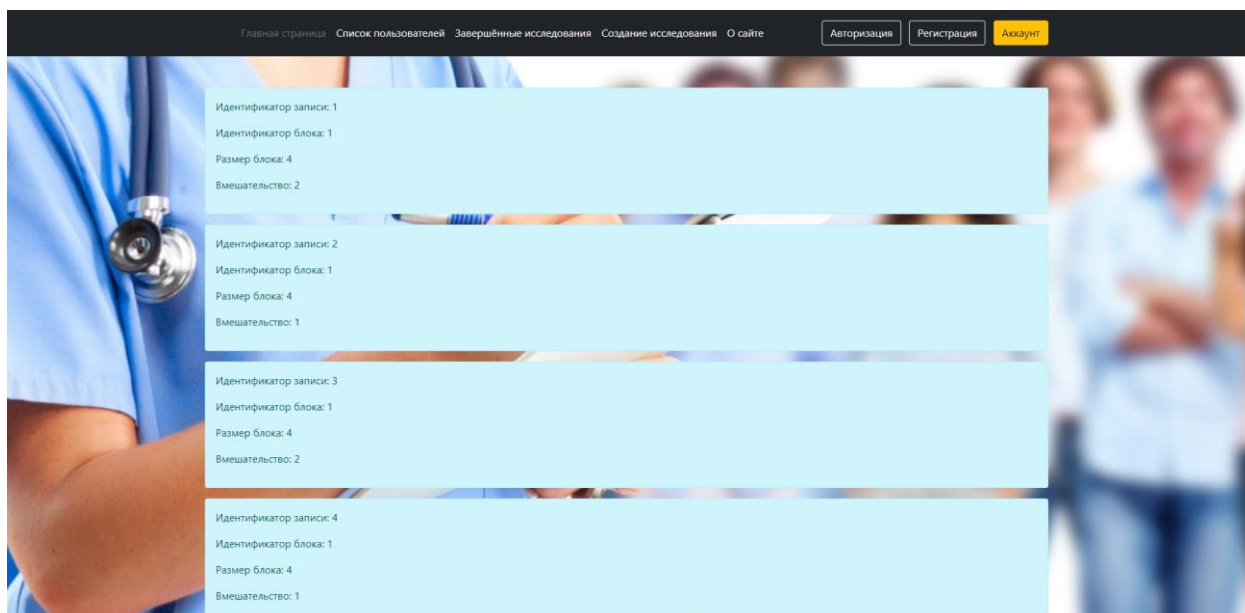 Главная страница Список пользователей Завершённые исследования Создание исследования О сайте Авторизация Регистрация Аккаунт
Идентификатор записи: 1
Идентификатор блока: 1
Размер блока: 4
Вмешательство: 2
Идентификатор записи: 2
Идентификатор блока: 1
Размер блока: 4
Вмешательство: 1
Идентификатор записи: 3
Идентификатор блока: 1
Размер блока: 4
Вмешательство: 2
Идентификатор записи: 4
Идентификатор блока: 1
Размер блока: 4
Вмешательство: 1